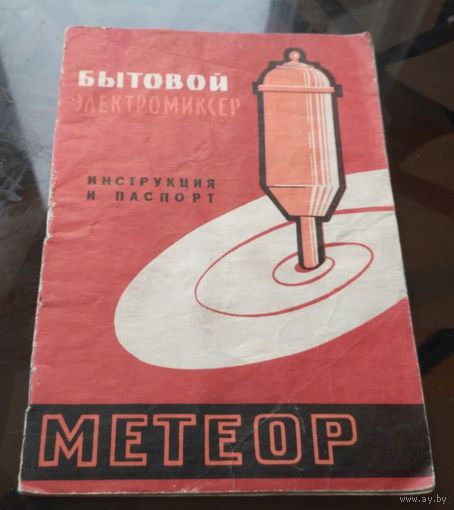 БЫТОВОЙ
ЭЛЕКТРОМИКСЕР
ИНСТРУКЦИЯ
И ПАСПОРТ
МЕТЕОР
www.ay.by